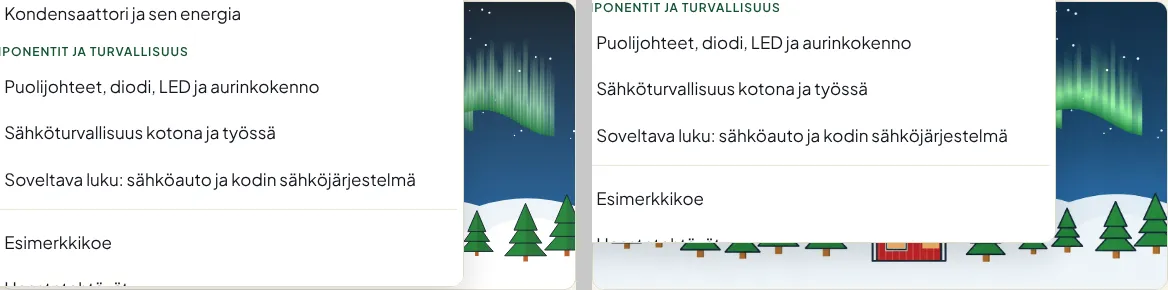 Kondensaattori ja sen energia
PONENTIT JA TURVALLISUUS
Puolijohteet, diodi, LED ja aurinkokenno
Sähköturvallisuus kotona ja työssä
Soveltava luku: sähköauto ja kodin sähköjärjestelmä
Esimerkkikoe
PONENTIT JA TURVALLISUUS
Puolijohteet, diodi, LED ja aurinkokenno
Sähköturvallisuus kotona ja työssä
Soveltava luku: sähköauto ja kodin sähköjärjestelmä
Esimerkkikoe